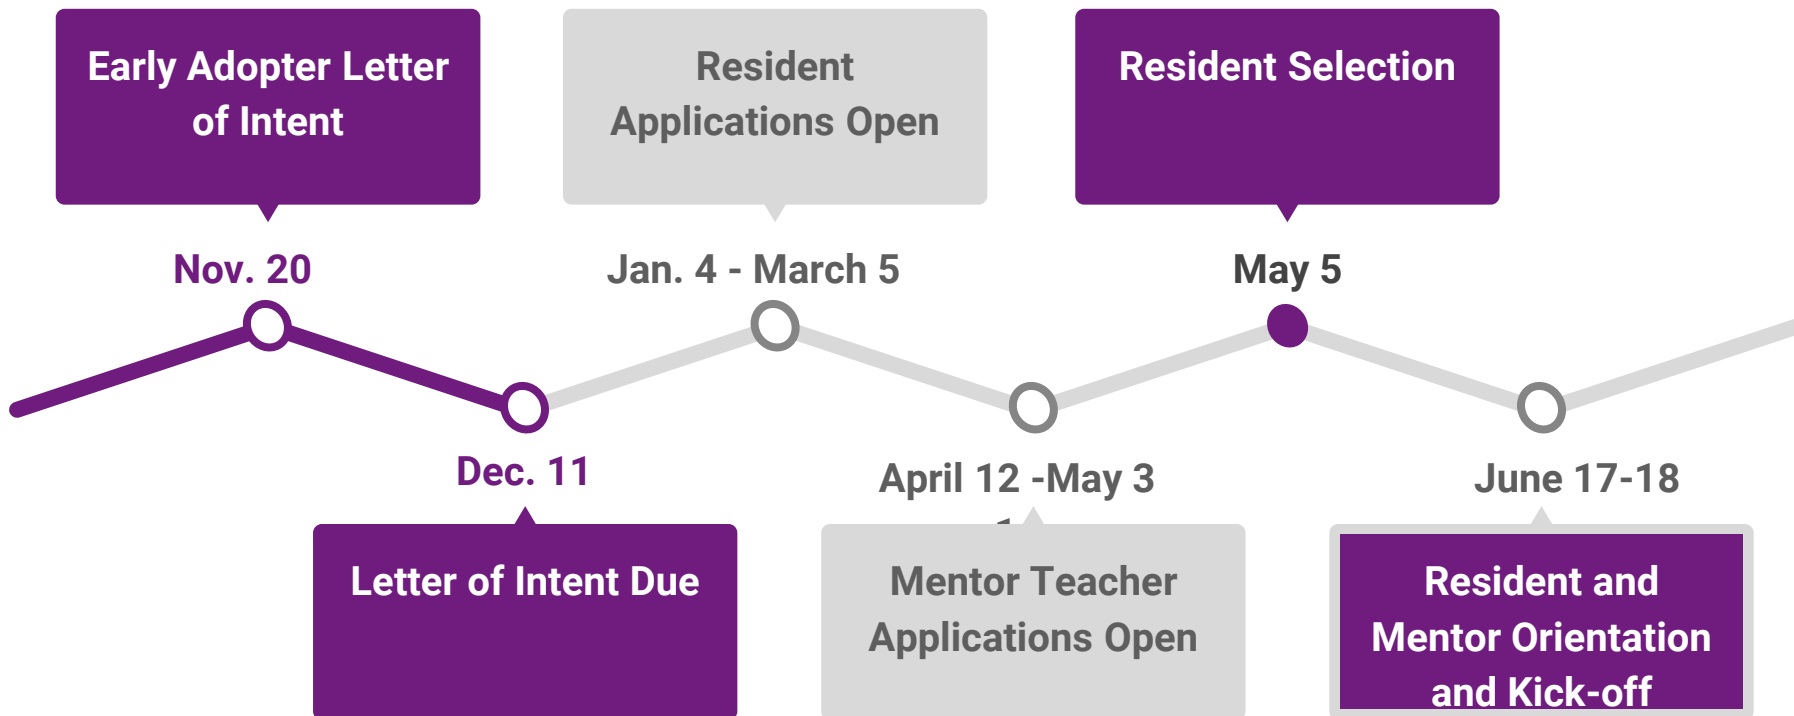 Early Adopter Letter
of Intent
Resident
Applications Open
Resident Selection
Nov. 20
Jan. 4 - March 5
May 5
Dec. 11
April 12 -May 3
June 17-18
Letter of Intent Due
Mentor Teacher
Applications Open
Resident and
Mentor Orientation
and Kick-off